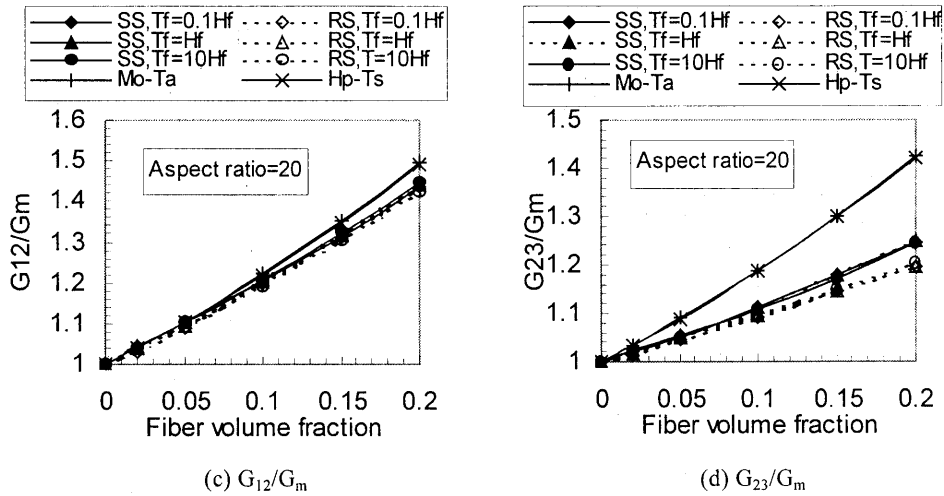 SS,Tf=0.1Hf RS,Tf=0.1Hf
SS,Tf=Hf RS,Tf=Hf
SS,Tf=10Hf RS,T=10Hf
Mo-Ta Hp-Ts
1.6
1.5
1.4
1.3
1.2
1.1
1
G12/Gm
Aspect ratio=20
0 0.05 0.1 0.15 0.2
Fiber volume fraction
(c) G12/Gm
SS,Tf=0.1Hf RS,Tf=0.1Hf
SS,Tf=Hf RS,Tf=Hf
SS,Tf=10Hf RS,T=10Hf
Mo-Ta Hp-Ts
1.5
1.4
1.3
1.2
1.1
1
G23/Gm
Aspect ratio=20
0 0.05 0.1 0.15 0.2
Fiber volume fraction
(d) G23/Gm